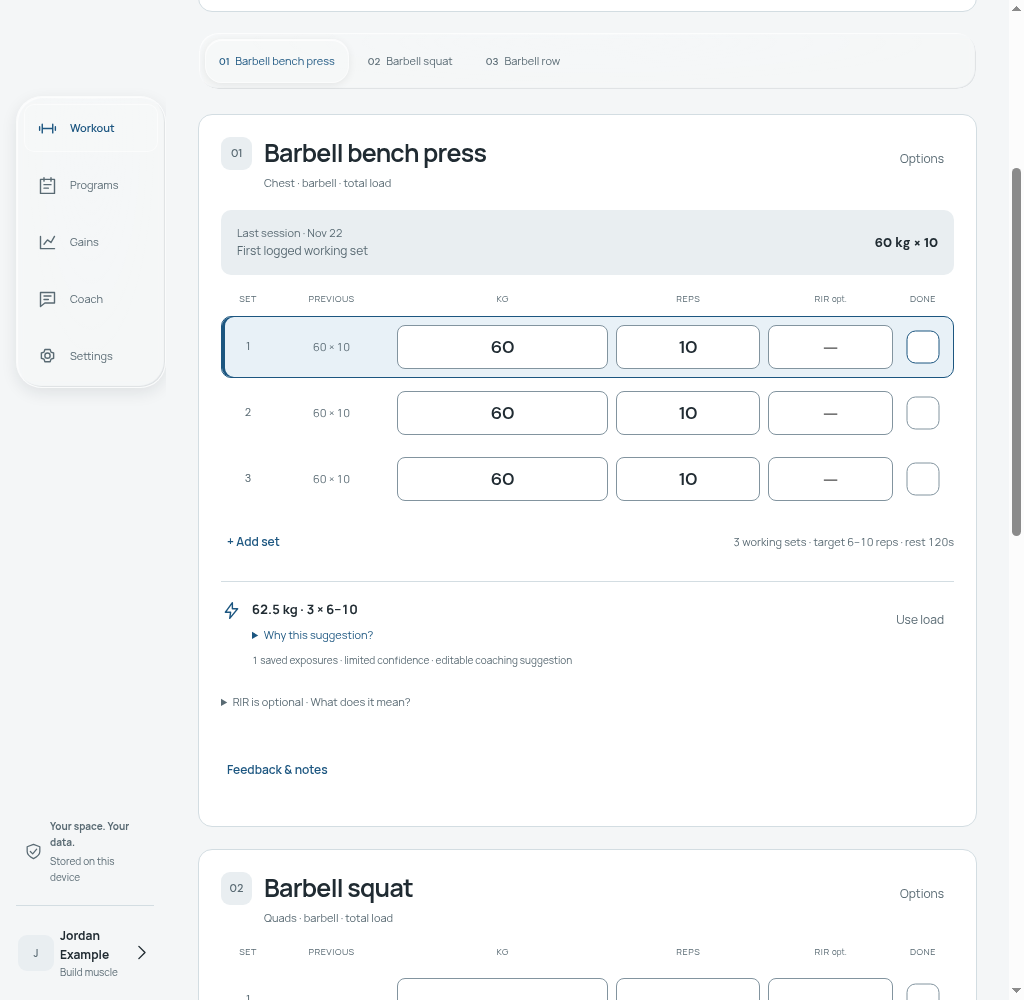 01 Barbell bench press
02 Barbell squat
03 Barbell row
Workout
Programs
Gains
Coach
Settings
Your space. Your
data.
Stored on this
device
J
Jordan
Example
Build muscle
01
Barbell bench press
Options
Chest · barbell · total load
Last session · Nov 22
First logged working set
60 kg × 10
SET PREVIOUS KG REPS RIR opt. DONE
1 60 × 10 60 10 —
2 60 × 10 60 10 —
3 60 × 10 60 10 —
+ Add set
3 working sets · target 6–10 reps · rest 120s
62.5 kg · 3 × 6–10
Use load
Why this suggestion?
1 saved exposures · limited confidence · editable coaching suggestion
RIR is optional · What does it mean?
Feedback & notes
02
Barbell squat
Options
Quads · barbell · total load
SET PREVIOUS KG REPS RIR opt. DONE
1